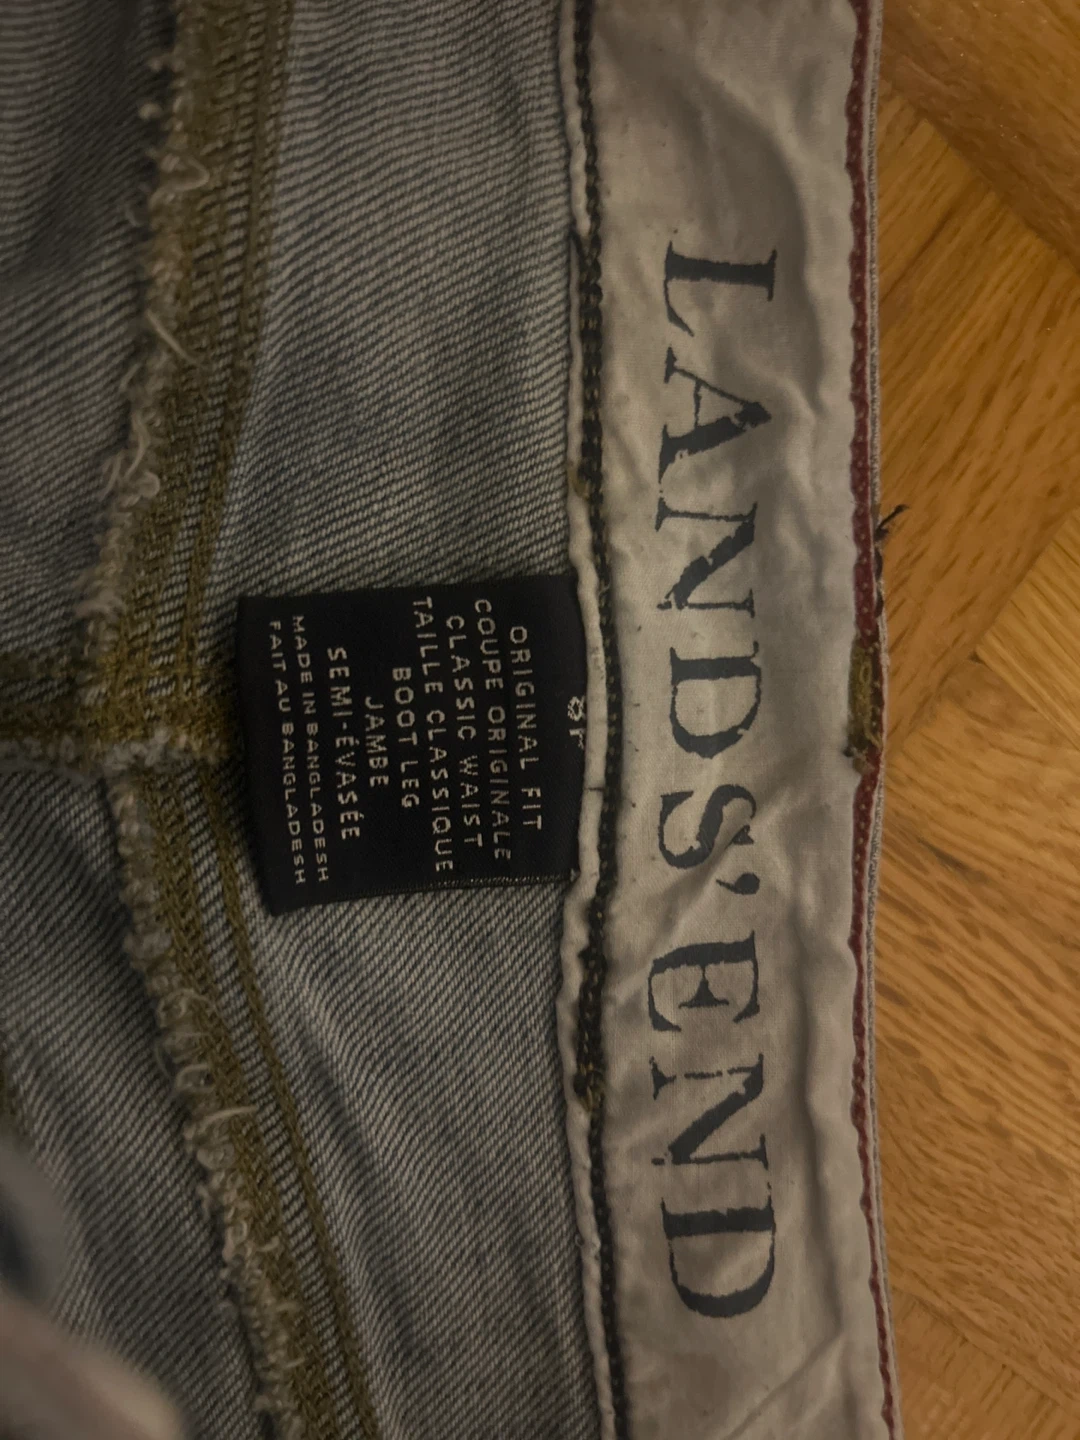 LANDS' END
8P
ORIGINAL FIT
COUPE ORIGINALE
CLASSIC WAIST
TAILLE CLASSIQUE
BOOT LEG
JAMBE
SEMI-ÉVASÉE
MADE IN BANGLADESH
FAIT AU BANGLADESH